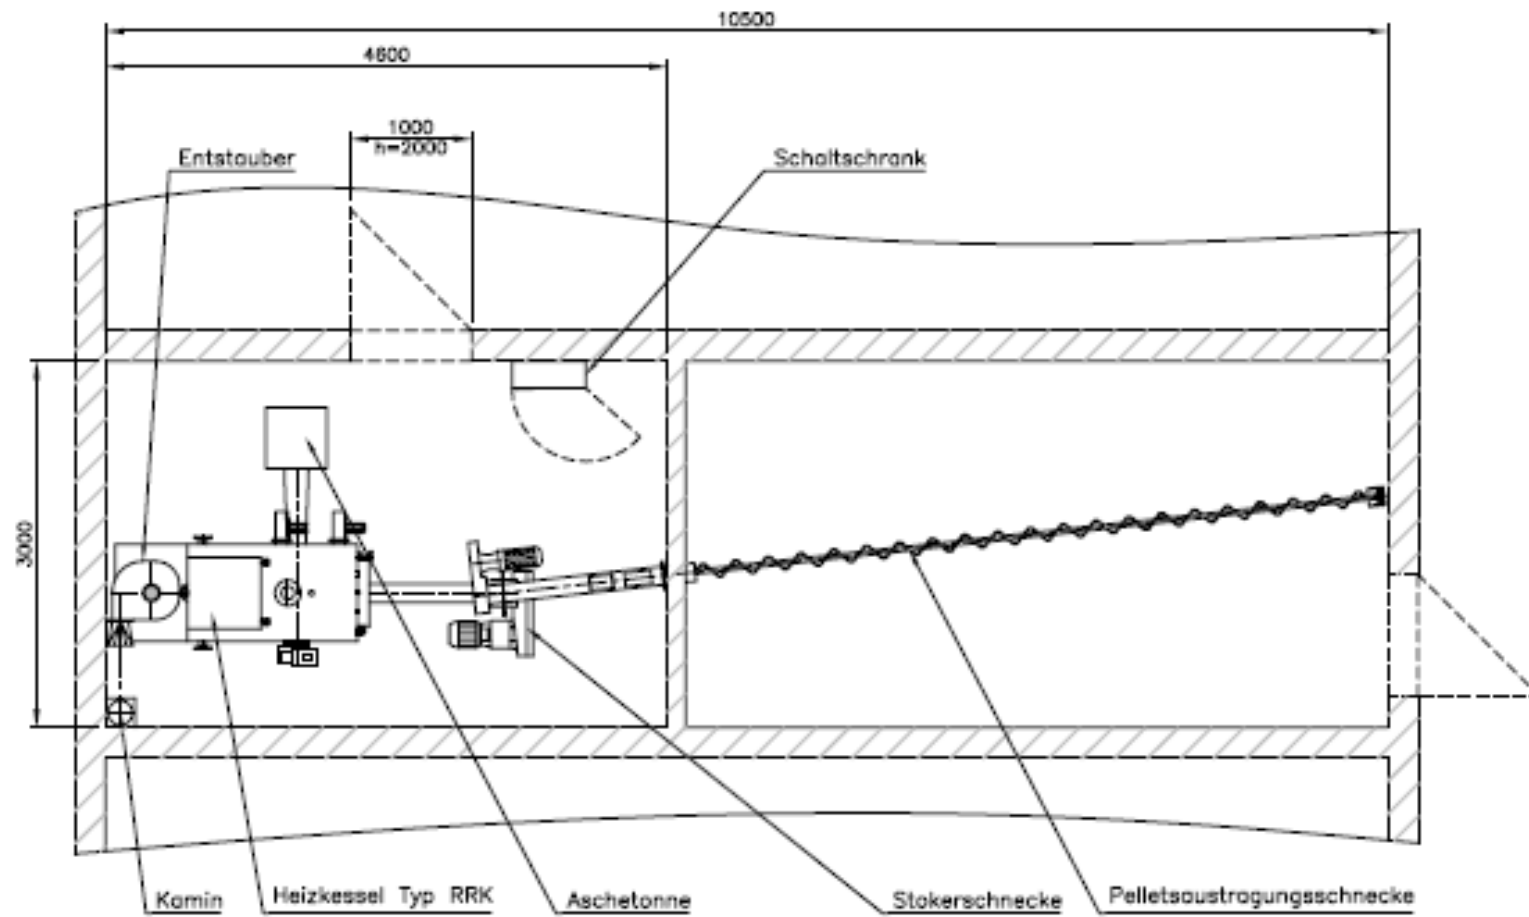 10500
4600
1000
h=2000
Entstauber
Schaltschrank
3000
Kamin
Heizkessel Typ RRK
Aschetonne
Stokerschnecke
Pelletsaustragungsschnecke